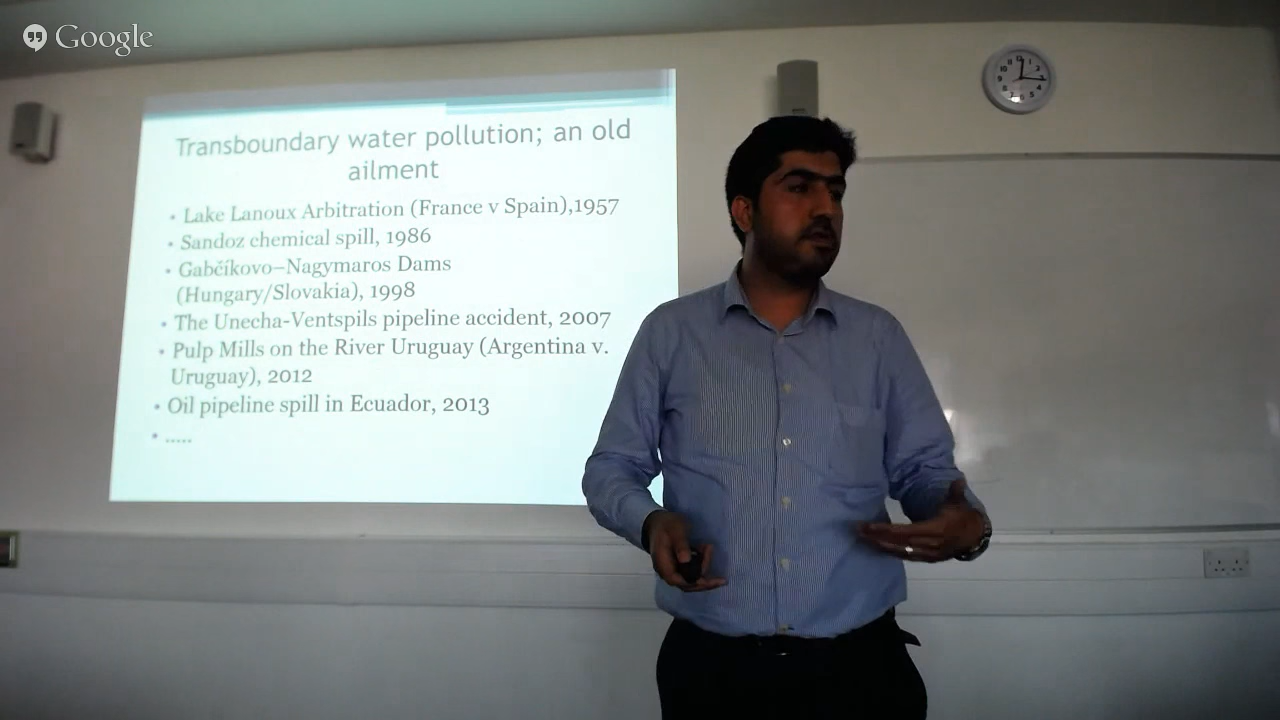 Google
Transboundary water pollution; an old
ailment
• Lake Lanoux Arbitration (France v Spain),1957
• Sandoz chemical spill, 1986
• Gabčíkovo–Nagymaros Dams
(Hungary/Slovakia), 1998
• The Unecha-Ventspils pipeline accident, 2007
• Pulp Mills on the River Uruguay (Argentina v.
Uruguay), 2012
• Oil pipeline spill in Ecuador, 2013
• .....